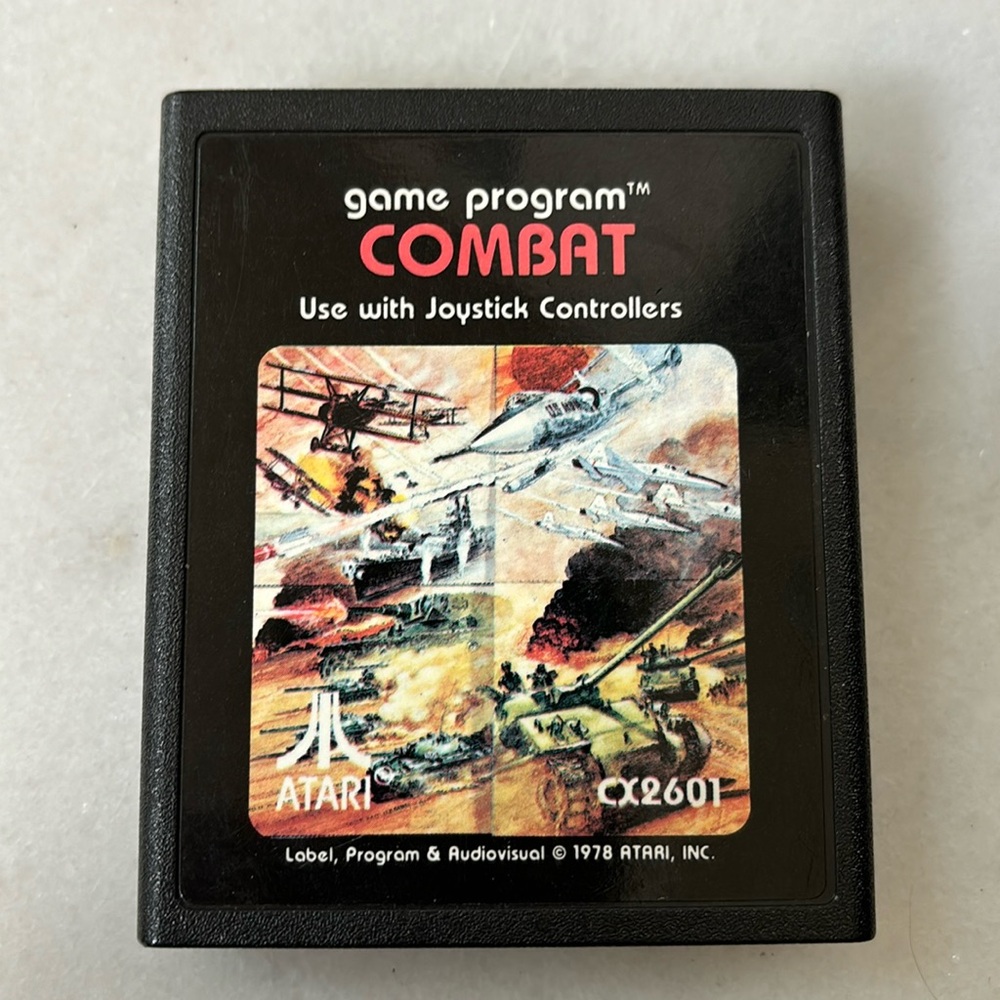 game program™
COMBAT
Use with Joystick Controllers
ATARI®
CX2601
Label, Program & Audiovisual © 1978 ATARI, INC.